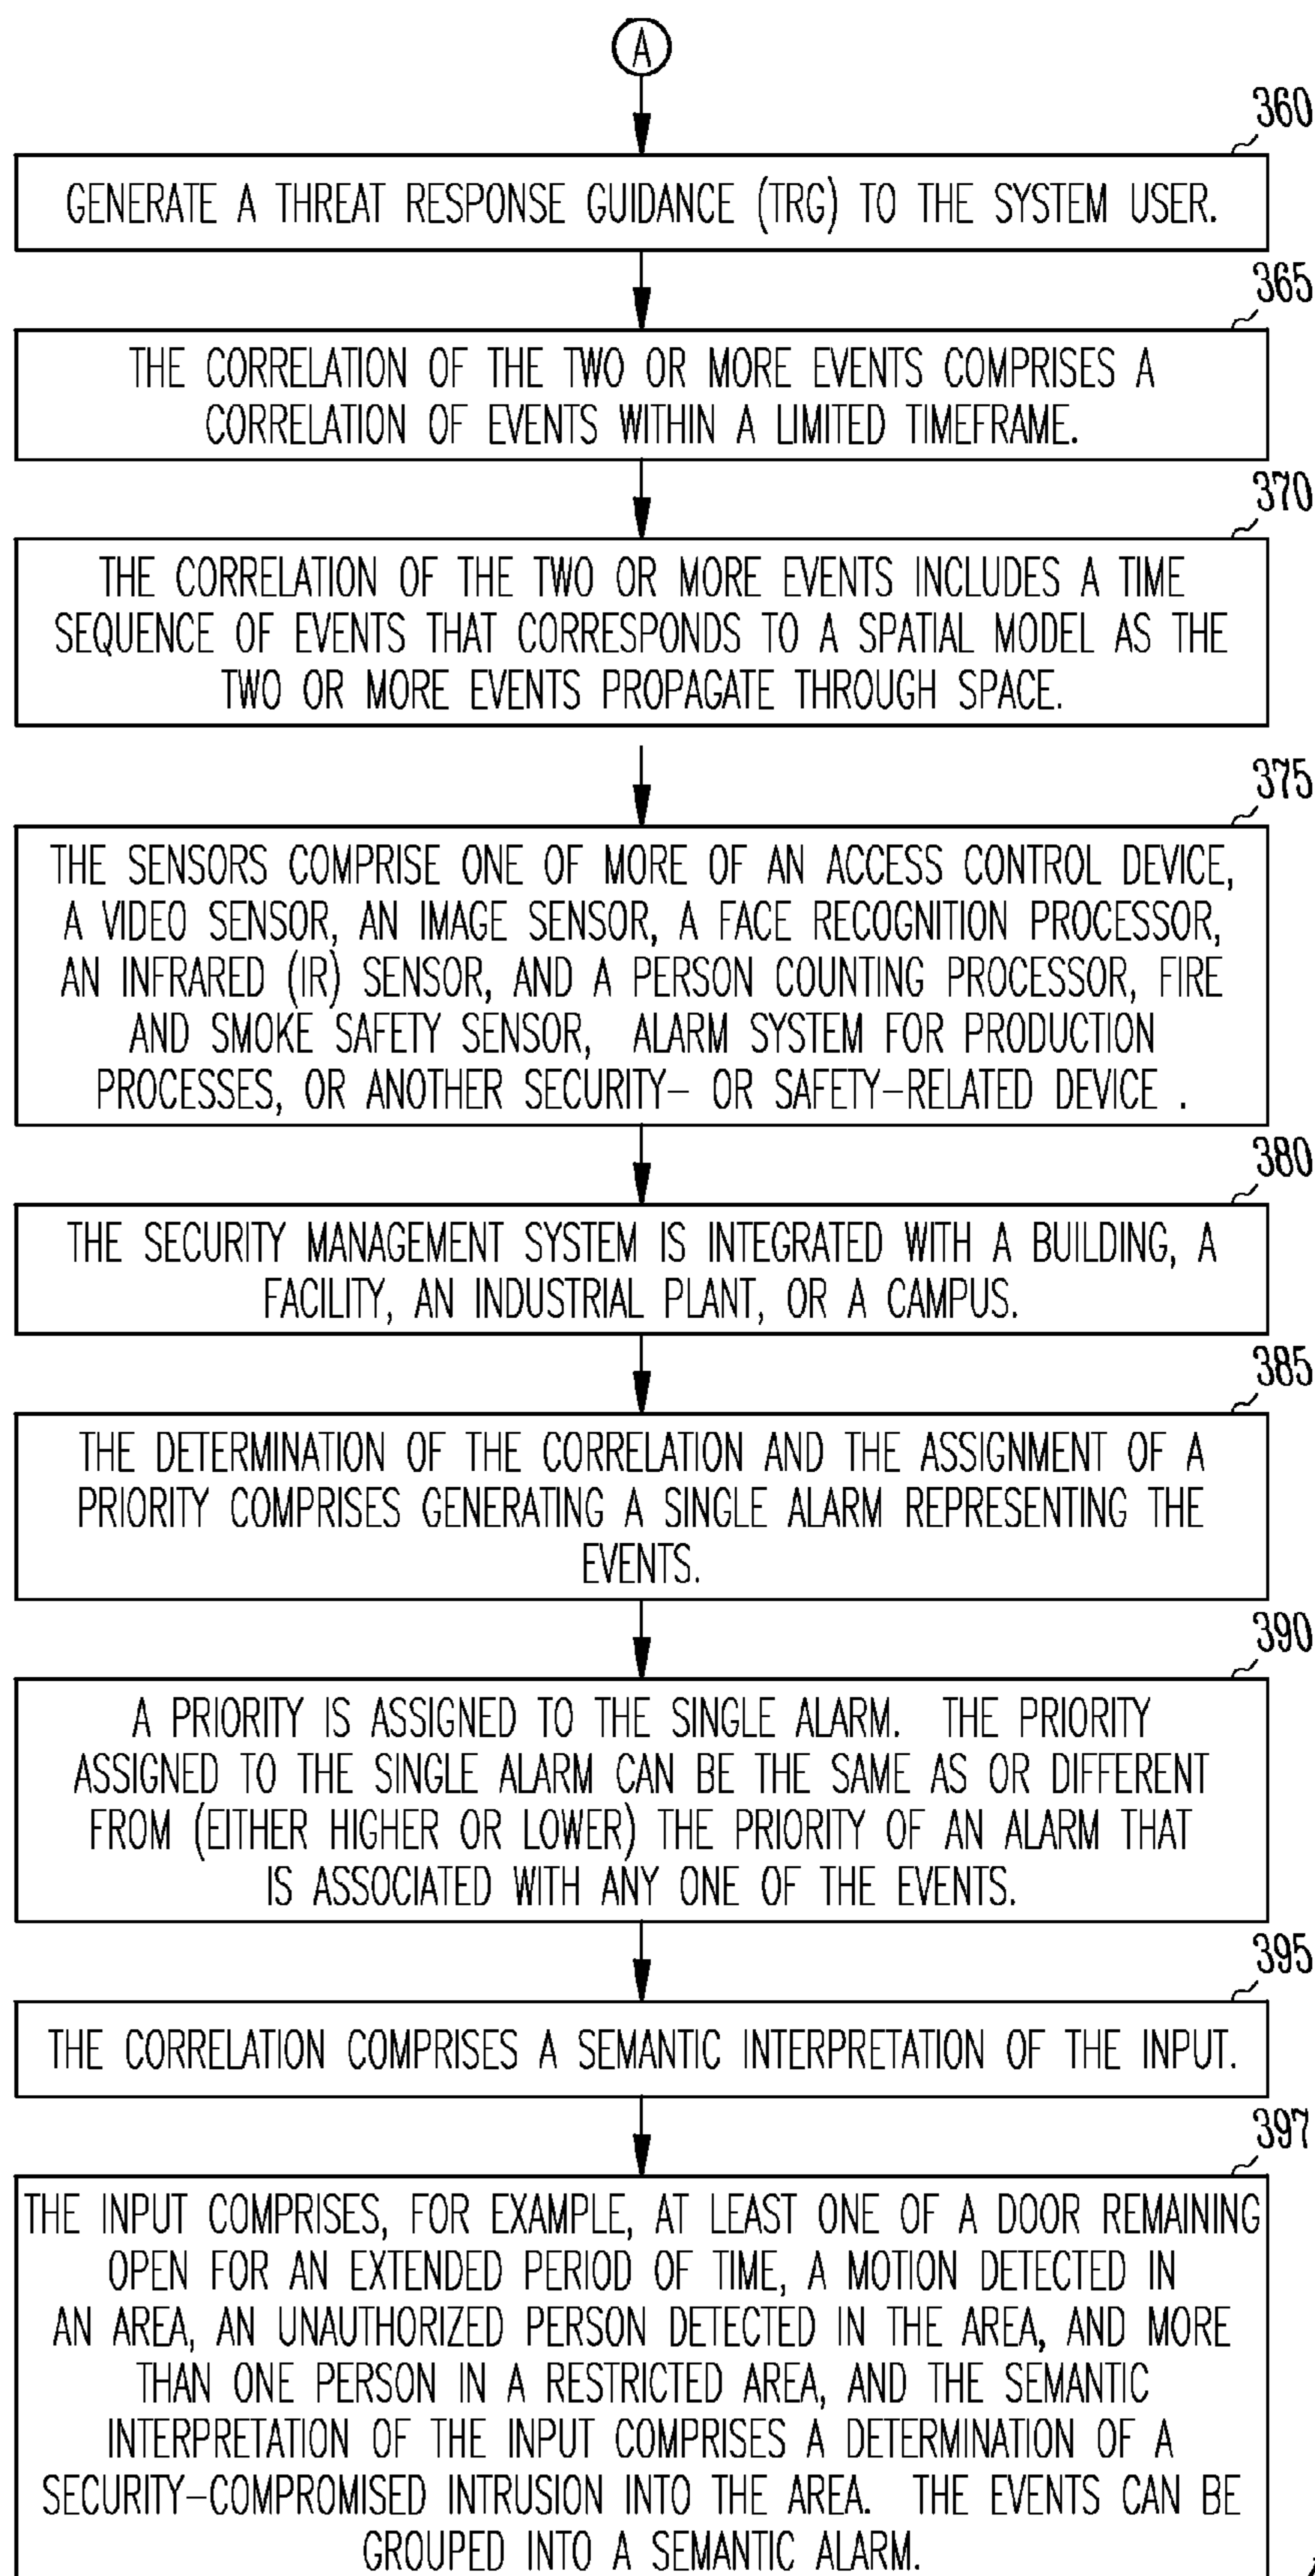 A
360
GENERATE A THREAT RESPONSE GUIDANCE (TRG) TO THE SYSTEM USER.
365
THE CORRELATION OF THE TWO OR MORE EVENTS COMPRISES A
CORRELATION OF EVENTS WITHIN A LIMITED TIMEFRAME.
370
THE CORRELATION OF THE TWO OR MORE EVENTS INCLUDES A TIME
SEQUENCE OF EVENTS THAT CORRESPONDS TO A SPATIAL MODEL AS THE
TWO OR MORE EVENTS PROPAGATE THROUGH SPACE.
375
THE SENSORS COMPRISE ONE OF MORE OF AN ACCESS CONTROL DEVICE,
A VIDEO SENSOR, AN IMAGE SENSOR, A FACE RECOGNITION PROCESSOR,
AN INFRARED (IR) SENSOR, AND A PERSON COUNTING PROCESSOR, FIRE
AND SMOKE SAFETY SENSOR, ALARM SYSTEM FOR PRODUCTION
PROCESSES, OR ANOTHER SECURITY- OR SAFETY-RELATED DEVICE .
380
THE SECURITY MANAGEMENT SYSTEM IS INTEGRATED WITH A BUILDING, A
FACILITY, AN INDUSTRIAL PLANT, OR A CAMPUS.
385
THE DETERMINATION OF THE CORRELATION AND THE ASSIGNMENT OF A
PRIORITY COMPRISES GENERATING A SINGLE ALARM REPRESENTING THE
EVENTS.
390
A PRIORITY IS ASSIGNED TO THE SINGLE ALARM. THE PRIORITY
ASSIGNED TO THE SINGLE ALARM CAN BE THE SAME AS OR DIFFERENT
FROM (EITHER HIGHER OR LOWER) THE PRIORITY OF AN ALARM THAT
IS ASSOCIATED WITH ANY ONE OF THE EVENTS.
395
THE CORRELATION COMPRISES A SEMANTIC INTERPRETATION OF THE INPUT.
397
THE INPUT COMPRISES, FOR EXAMPLE, AT LEAST ONE OF A DOOR REMAINING
OPEN FOR AN EXTENDED PERIOD OF TIME, A MOTION DETECTED IN
AN AREA, AN UNAUTHORIZED PERSON DETECTED IN THE AREA, AND MORE
THAN ONE PERSON IN A RESTRICTED AREA, AND THE SEMANTIC
INTERPRETATION OF THE INPUT COMPRISES A DETERMINATION OF A
SECURITY-COMPROMISED INTRUSION INTO THE AREA. THE EVENTS CAN BE
GROUPED INTO A SEMANTIC ALARM.